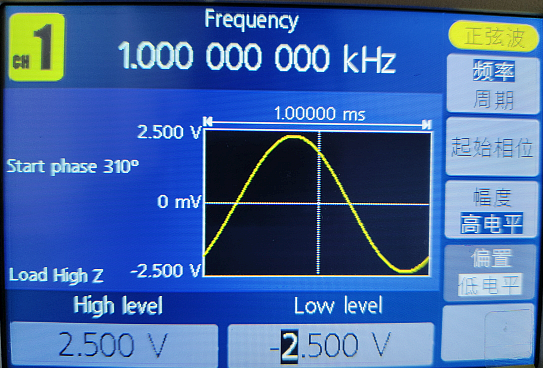 CH 1
Frequency
1.000 000 000 kHz
正弦波
频率
周期
1.00000 ms
2.500 V
起始相位
Start phase 310°
0 mV
幅度
高电平
Load High Z
-2.500 V
偏置
低电平
High level
Low level
2.500 V
-2.500 V